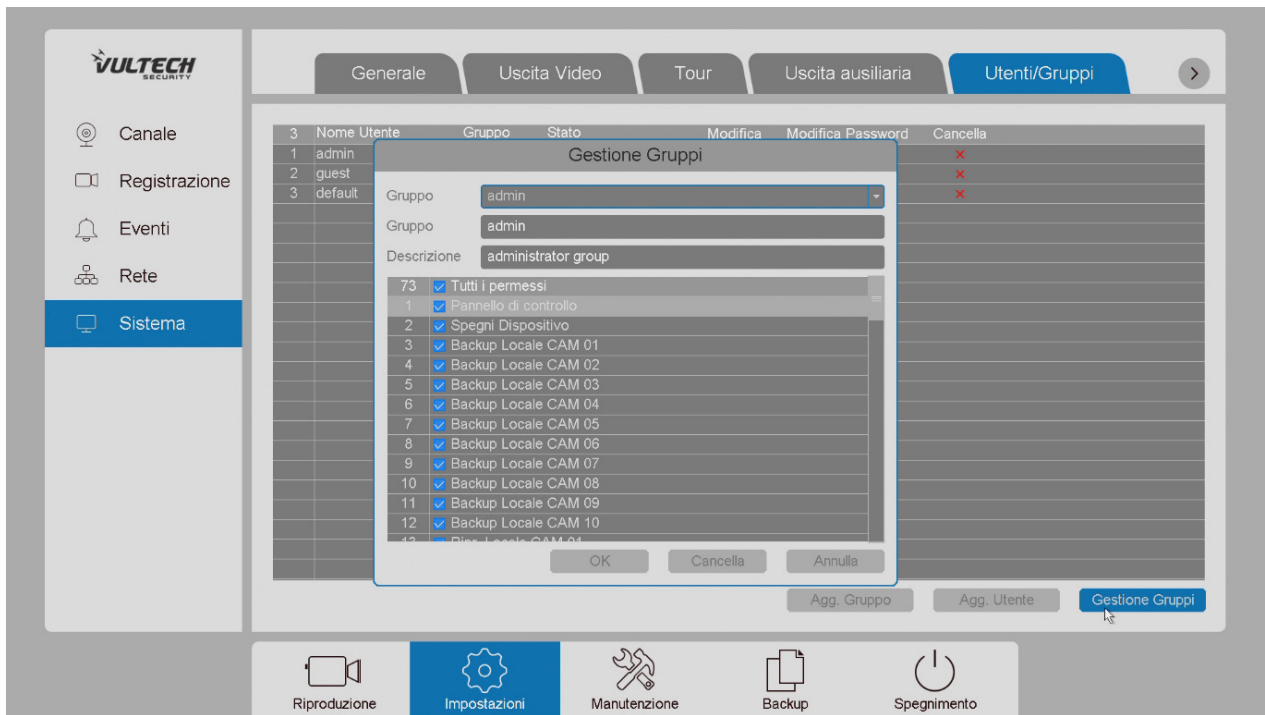 VULTECH
SECURITY
Generale Uscita Video Tour Uscita ausiliaria Utenti/Gruppi
Canale
Registrazione
Eventi
Rete
Sistema
3 Nome Utente Gruppo Stato Modifica Modifica Password Cancella
1 admin
2 guest
3 default
Gestione Gruppi
Gruppo admin
Gruppo admin
Descrizione administrator group
73 Tutti i permessi
1 Pannello di controllo
2 Spegni Dispositivo
3 Backup Locale CAM 01
4 Backup Locale CAM 02
5 Backup Locale CAM 03
6 Backup Locale CAM 04
7 Backup Locale CAM 05
8 Backup Locale CAM 06
9 Backup Locale CAM 07
10 Backup Locale CAM 08
11 Backup Locale CAM 09
12 Backup Locale CAM 10
13 Ripr. Locale CAM 01
OK Cancella Annulla
Agg. Gruppo Agg. Utente Gestione Gruppi
Riproduzione Impostazioni Manutenzione Backup Spegnimento